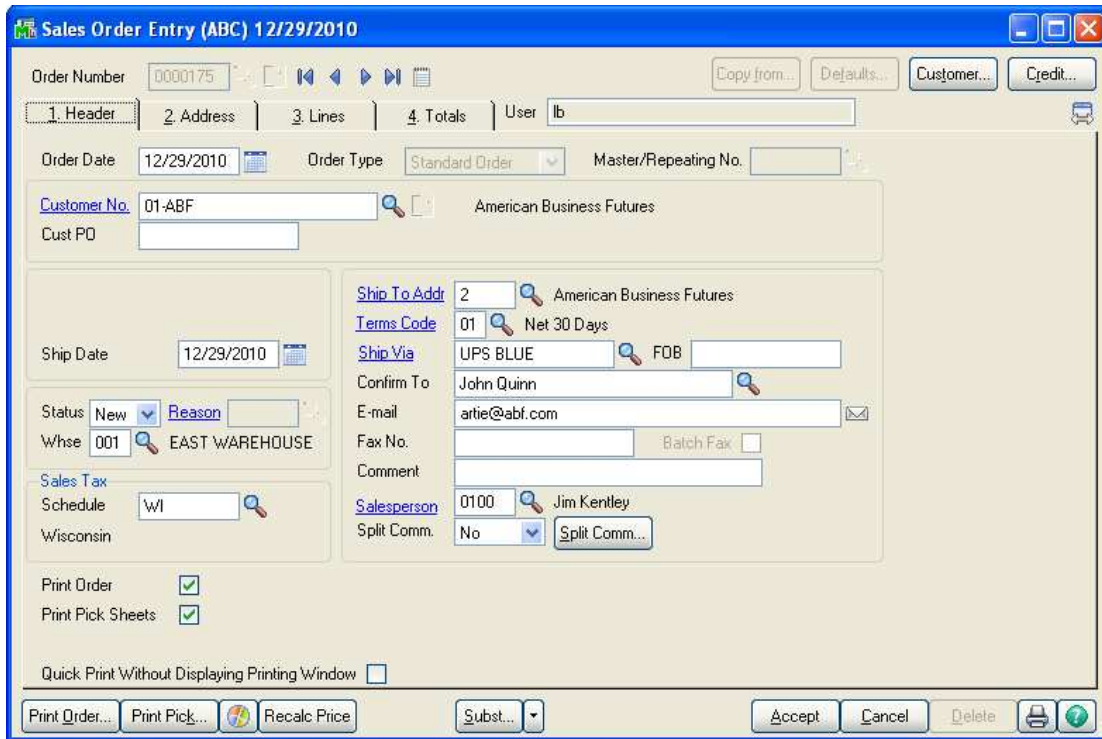 Sales Order Entry (ABC) 12/29/2010
Order Number 0000175 Copy from... Defaults... Customer... Credit...
1. Header 2. Address 3. Lines 4. Totals User lb
Order Date 12/29/2010 Order Type Standard Order Master/Repeating No.
Customer No. 01-ABF American Business Futures
Cust PO
Ship To Addr 2 American Business Futures
Terms Code 01 Net 30 Days
Ship Date 12/29/2010 Ship Via UPS BLUE FOB
Confirm To John Quinn
Status New Reason E-mail artie@abf.com
Whse 001 EAST WAREHOUSE Fax No. Batch Fax
Sales Tax Comment
Schedule WI Salesperson 0100 Jim Kentley
Wisconsin Split Comm. No Split Comm...
Print Order
Print Pick Sheets
Quick Print Without Displaying Printing Window
Print Order... Print Pick... Recalc Price Subst... Accept Cancel Delete